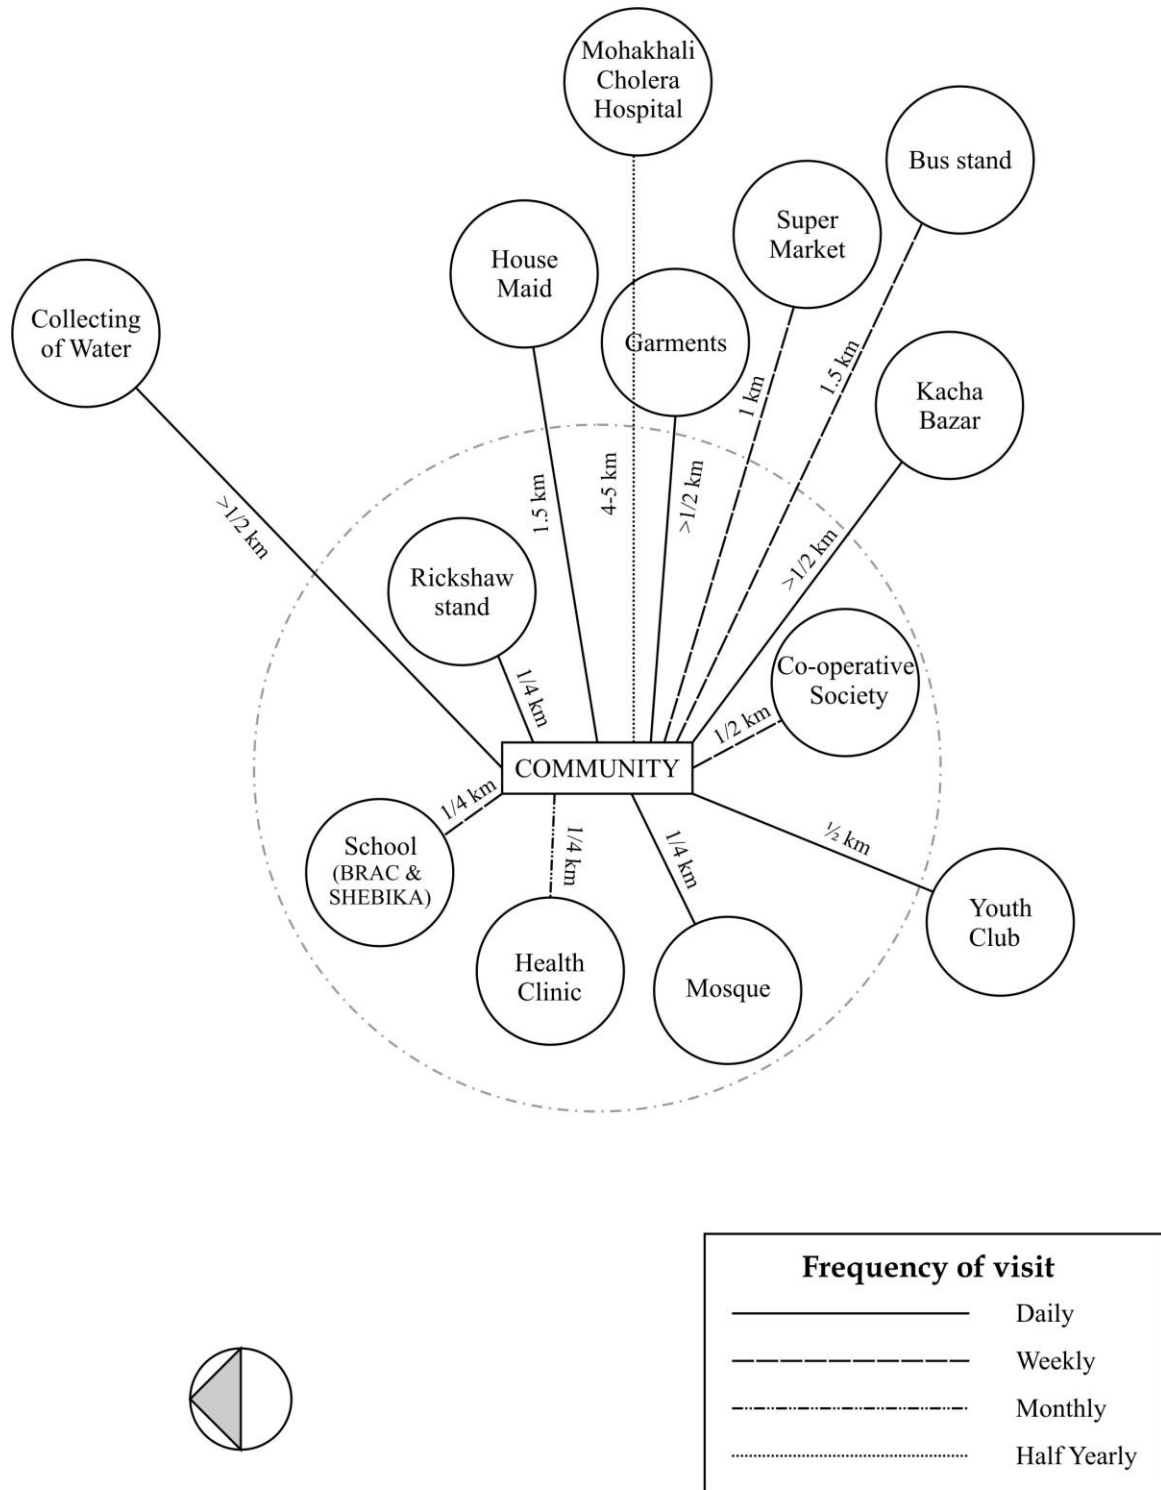 Mohakhali
Cholera
Hospital
Bus stand
Super
Market
House
Maid
Collecting
of Water
Garments
Kacha
Bazar
1 km
1.5 km
>1/2 km
1.5 km
4-5 km
>1/2 km
>1/2 km
Rickshaw
stand
1/4 km
Co-operative
Society
1/2 km
COMMUNITY
1/4 km
School
(BRAC &
SHEBIKA)
1/4 km
1/4 km
½ km
Youth
Club
Health
Clinic
Mosque
Frequency of visit
Daily
Weekly
Monthly
Half Yearly